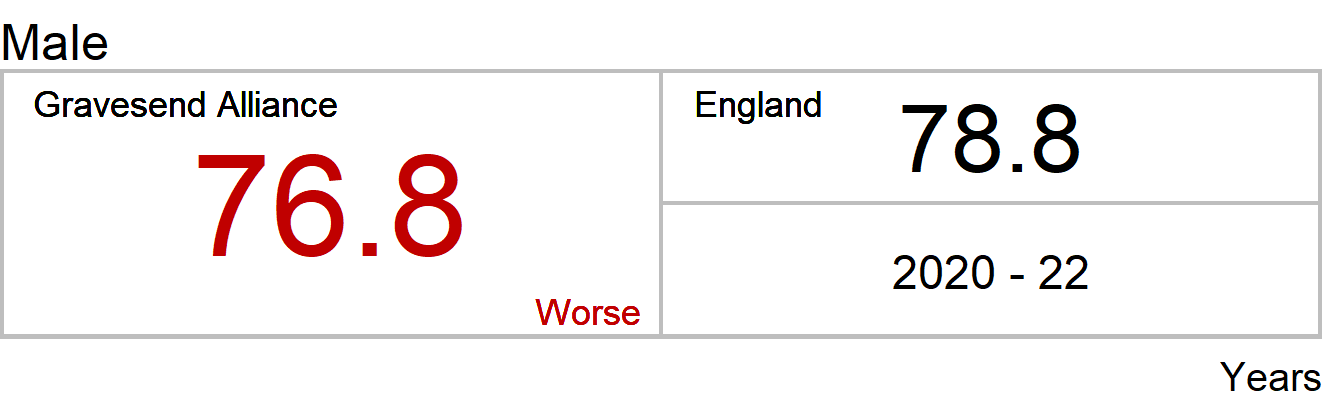 Male
Gravesend Alliance
76.8
Worse
England
78.8
2020 - 22
Years